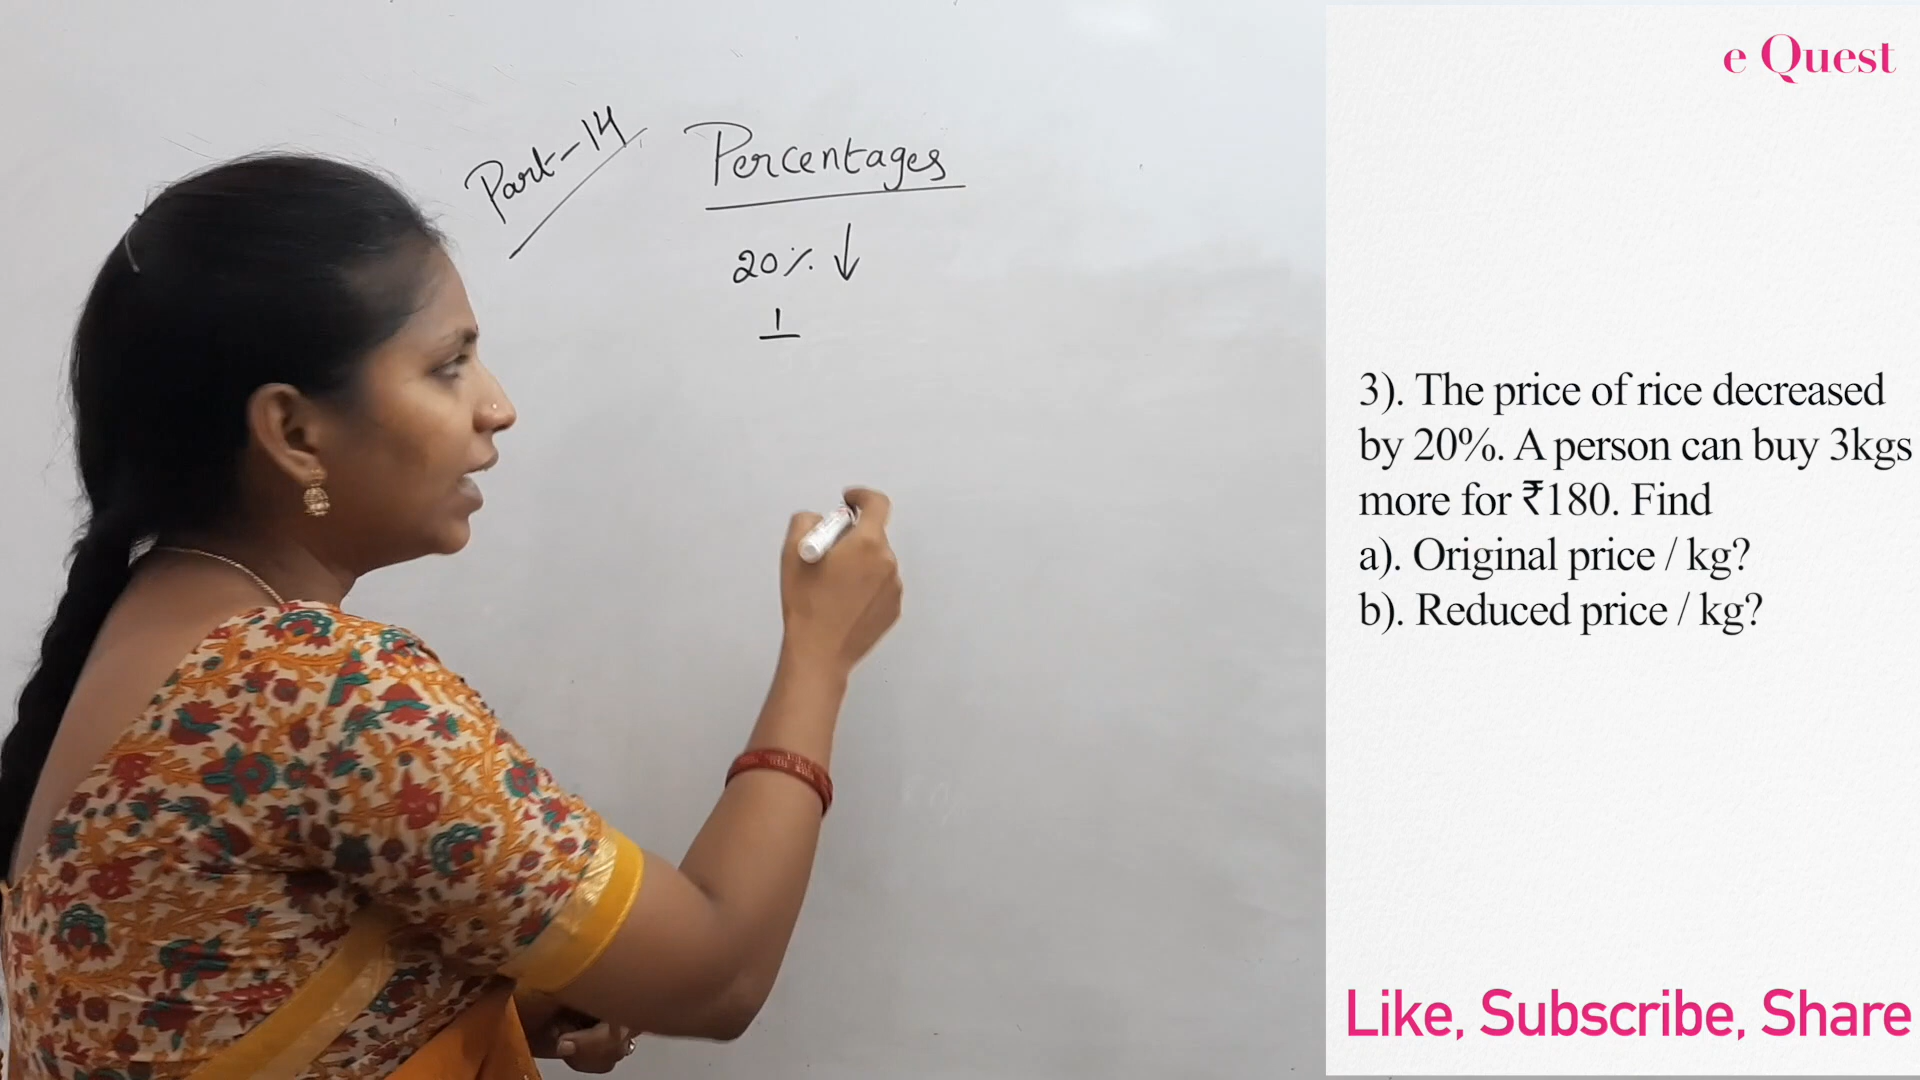 Part-14
Percentages
20% ↓
1
e Quest
3). The price of rice decreased
by 20%. A person can buy 3kgs
more for ₹180. Find
a). Original price / kg?
b). Reduced price / kg?
Like, Subscribe, Share